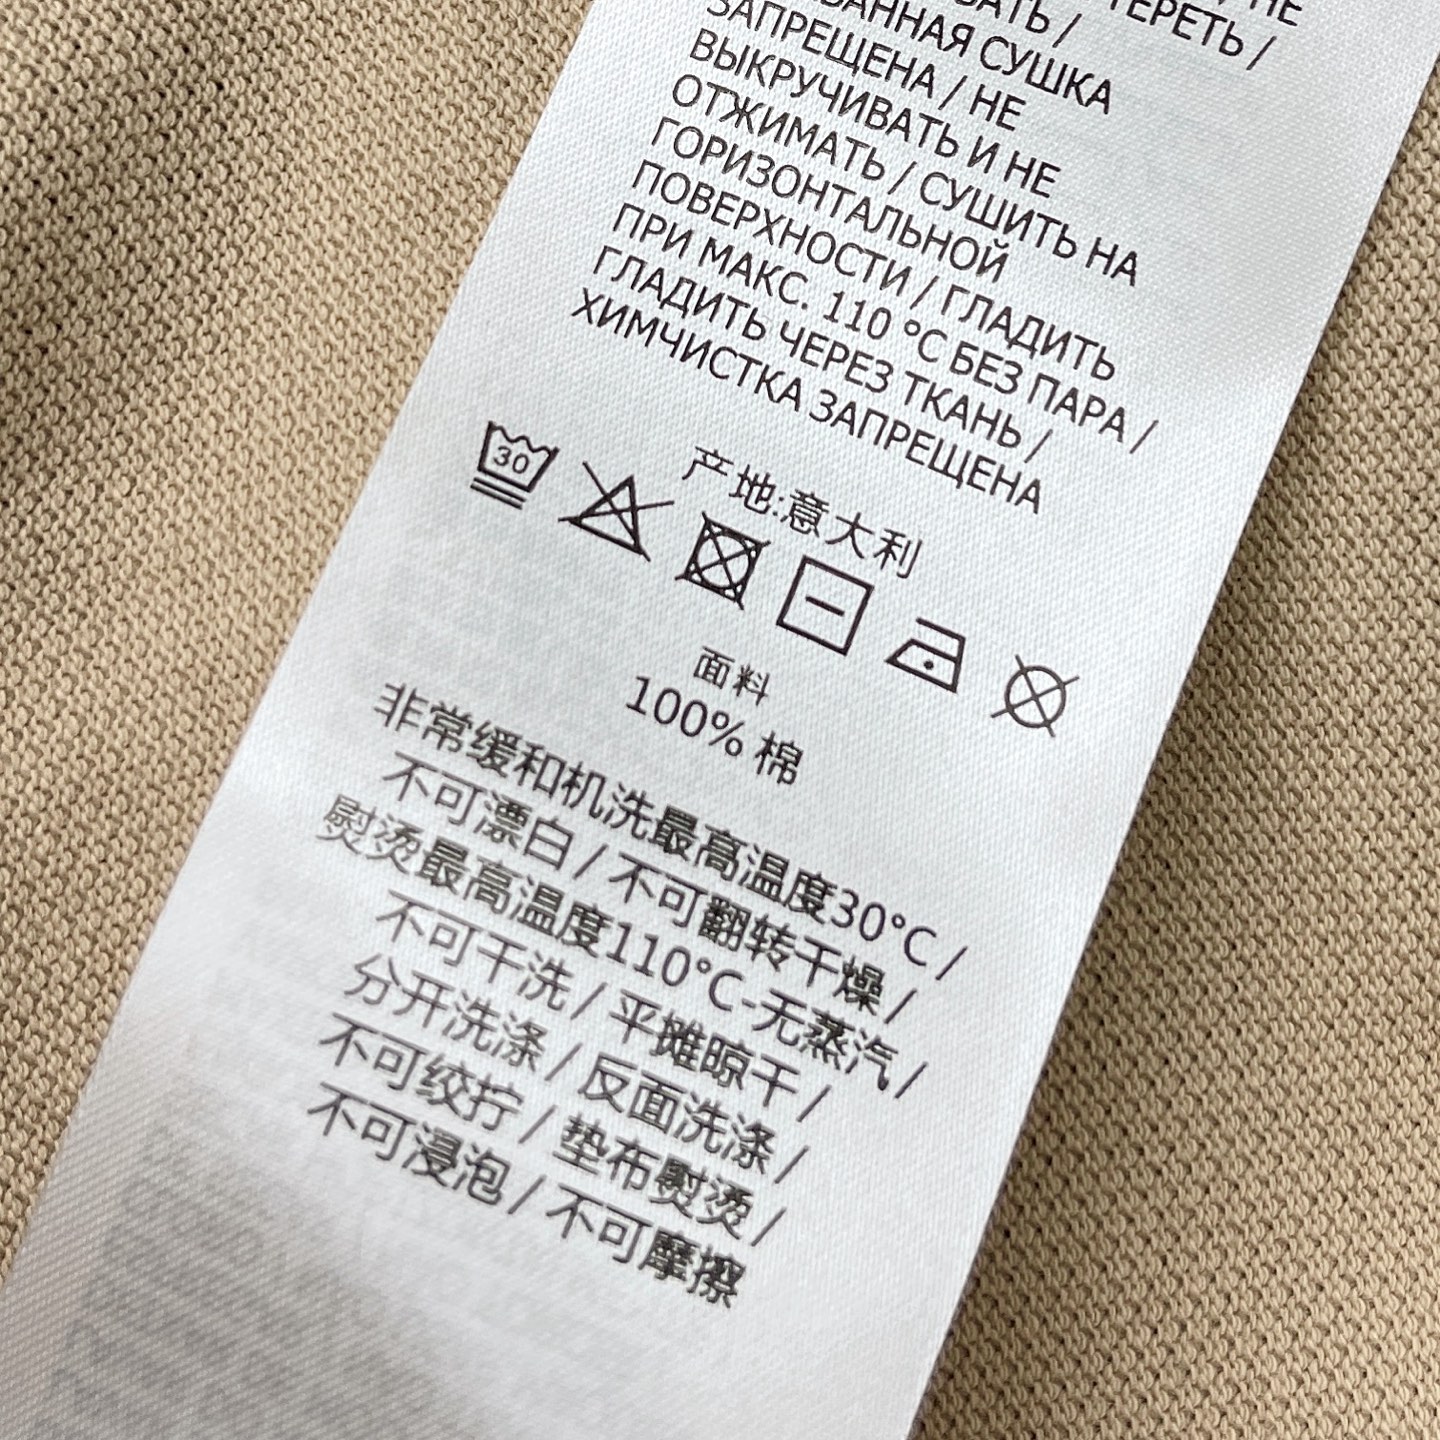 НЕ
ТЕРЕТЬ /
АТЬ /
АННАЯ СУШКА
ЗАПРЕЩЕНА / НЕ
ВЫКРУЧИВАТЬ И НЕ
ОТЖИМАТЬ / СУШИТЬ НА
ГОРИЗОНТАЛЬНОЙ
ПОВЕРХНОСТИ / ГЛАДИТЬ
ПРИ МАКС. 110 °C БЕЗ ПАРА /
ГЛАДИТЬ ЧЕРЕЗ ТКАНЬ /
ХИМЧИСТКА ЗАПРЕЩЕНА
产地:意大利
30
面料
100% 棉
非常缓和机洗最高温度30°C /
不可漂白 / 不可翻转干燥 /
熨烫最高温度110°C-无蒸汽 /
不可干洗 / 平摊晾干 /
分开洗涤 / 反面洗涤 /
不可绞拧 / 垫布熨烫 /
不可浸泡 / 不可摩擦